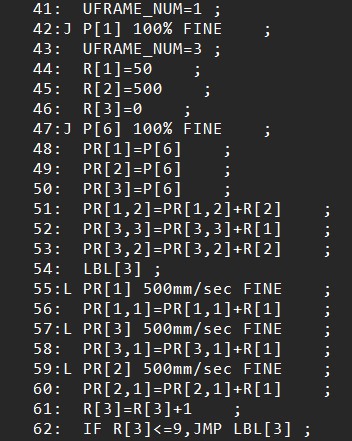 41:  UFRAME_NUM=1 ;
42:J P[1] 100% FINE    ;
43:  UFRAME_NUM=3 ;
44:  R[1]=50    ;
45:  R[2]=500    ;
46:  R[3]=0    ;
47:J P[6] 100% FINE    ;
48:  PR[1]=P[6]    ;
49:  PR[2]=P[6]    ;
50:  PR[3]=P[6]    ;
51:  PR[1,2]=PR[1,2]+R[2]    ;
52:  PR[3,3]=PR[3,3]+R[1]    ;
53:  PR[3,2]=PR[3,2]+R[2]    ;
54:  LBL[3] ;
55:L PR[1] 500mm/sec FINE    ;
56:  PR[1,1]=PR[1,1]+R[1]    ;
57:L PR[3] 500mm/sec FINE    ;
58:  PR[3,1]=PR[3,1]+R[1]    ;
59:L PR[2] 500mm/sec FINE    ;
60:  PR[2,1]=PR[2,1]+R[1]    ;
61:  R[3]=R[3]+1    ;
62:  IF R[3]<=9,JMP LBL[3] ;